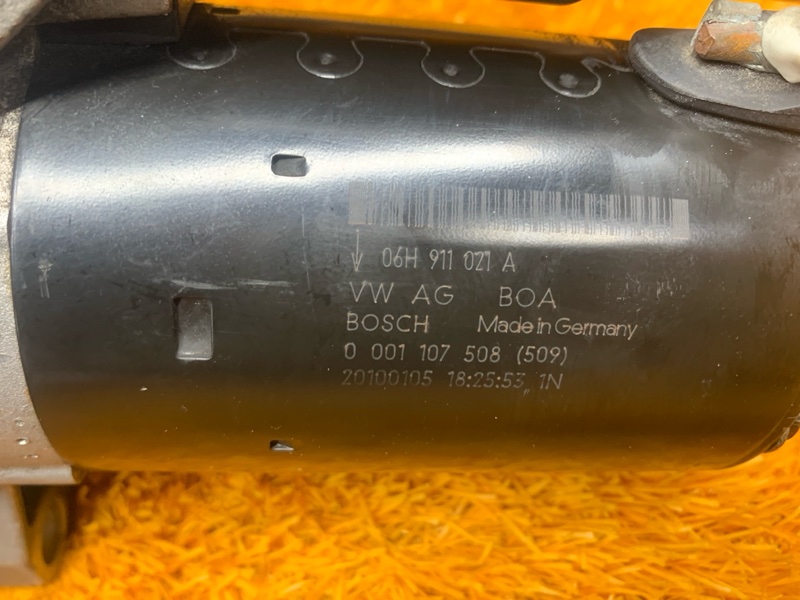 06H 911 021 A
VW AG BOA
BOSCH Made in Germany
0 001 107 508 (509)
20100105 18:25:53 1N